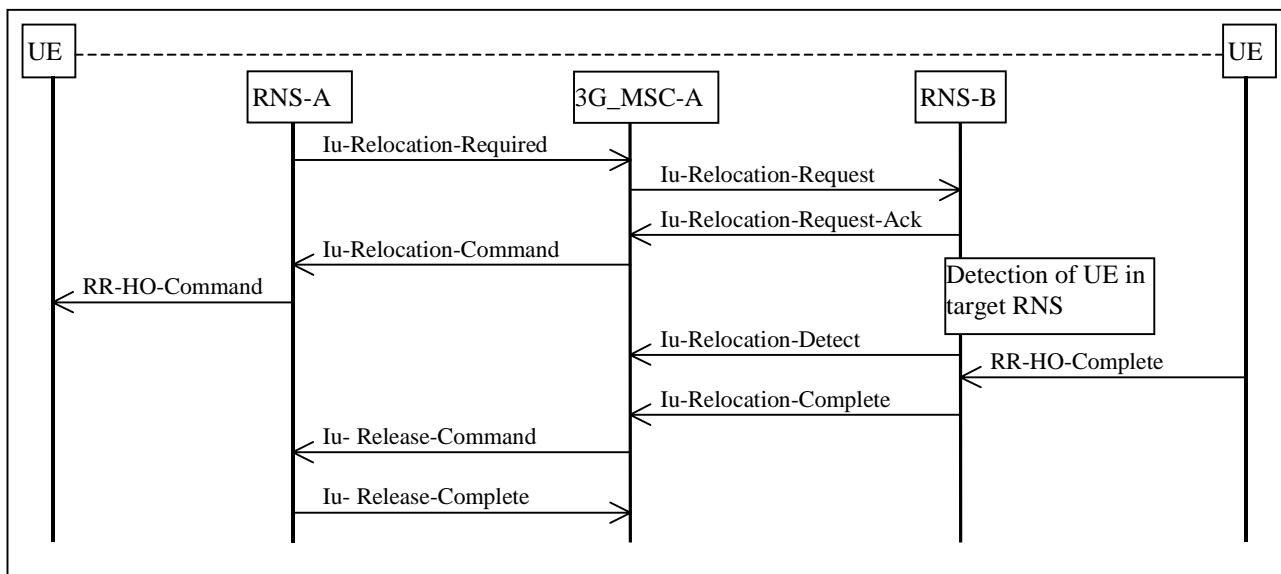 UE
UE
RNS-A
3G_MSC-A
RNS-B
Iu-Relocation-Required
Iu-Relocation-Request
Iu-Relocation-Request-Ack
Iu-Relocation-Command
Detection of UE in
target RNS
RR-HO-Command
Iu-Relocation-Detect
RR-HO-Complete
Iu-Relocation-Complete
Iu- Release-Command
Iu- Release-Complete